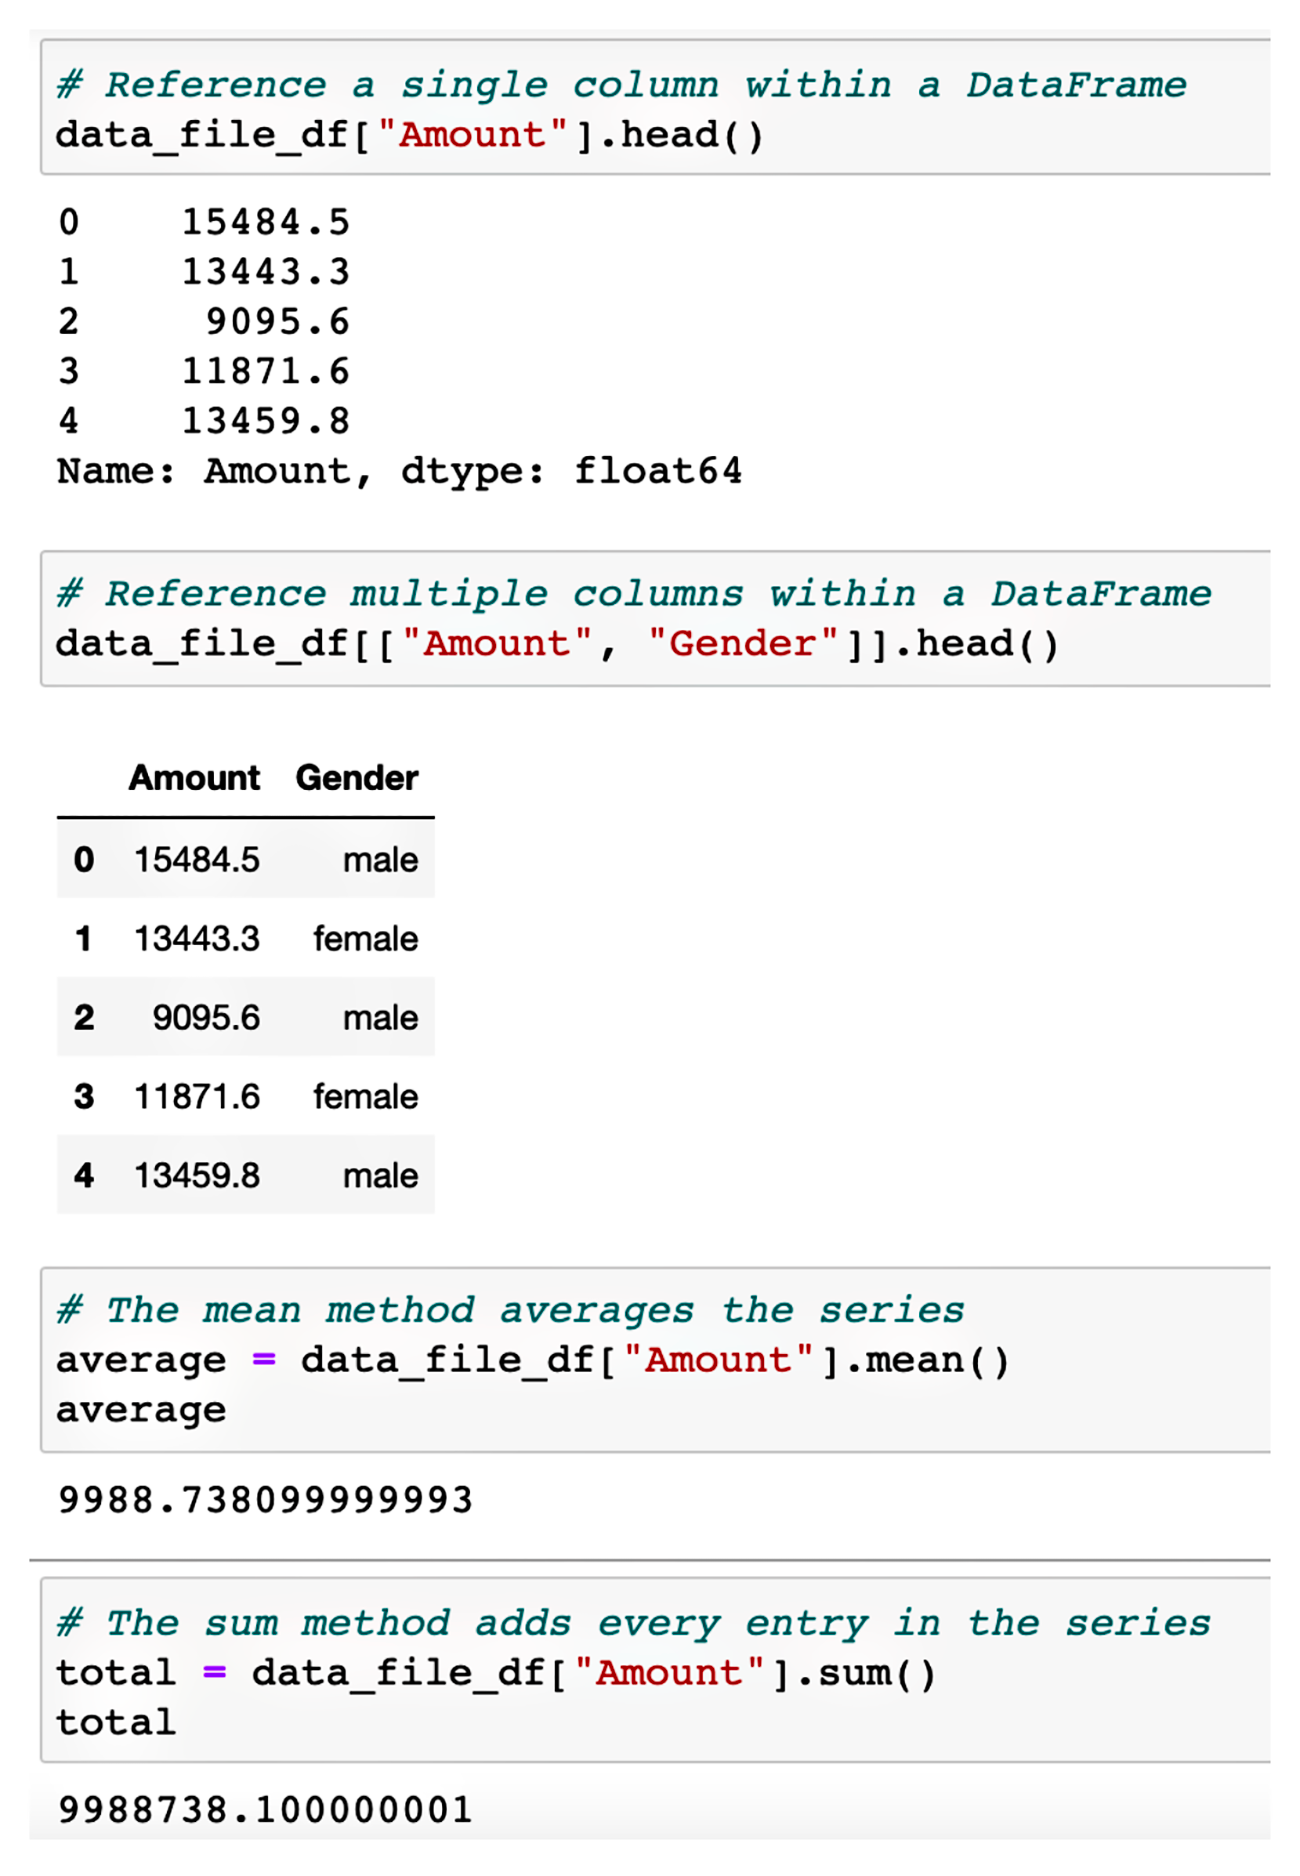 # Reference a single column within a DataFrame
data_file_df["Amount"].head()
0 15484.5
1 13443.3
2 9095.6
3 11871.6
4 13459.8
Name: Amount, dtype: float64
# Reference multiple columns within a DataFrame
data_file_df[["Amount", "Gender"]].head()
Amount Gender
0 15484.5 male
1 13443.3 female
2 9095.6 male
3 11871.6 female
4 13459.8 male
# The mean method averages the series
average = data_file_df["Amount"].mean()
average
9988.738099999993
# The sum method adds every entry in the series
total = data_file_df["Amount"].sum()
total
9988738.100000001